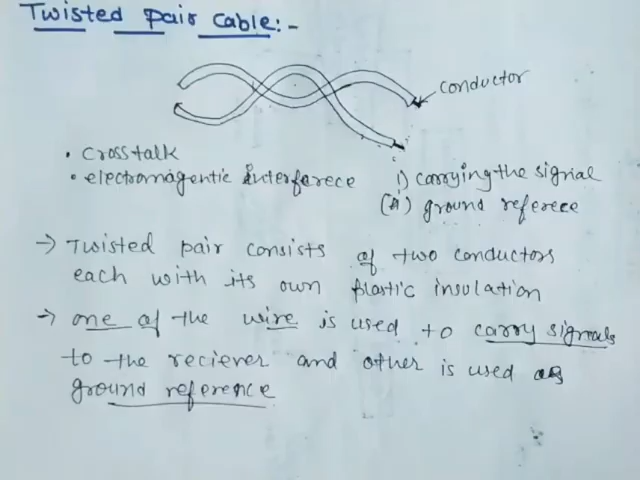 Twisted pair cable:-
conductor
• crosstalk
• electromagentic interferece
i) carrying the signial
(ii) ground referece
→ Twisted pair consists of two conductors
each with its own plastic insulation
→ one of the wire is used to carry signals
to the reciever and other is used as
ground reference